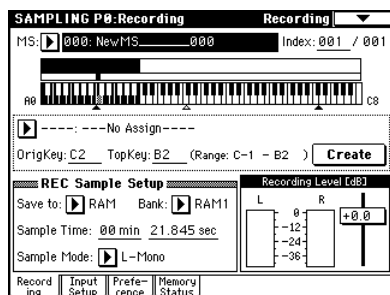 SAMPLING P0:Recording Recording
MS: 000: NewMS________000 Index: 001 / 001
A0 C8
----: ---No Assign----
OrigKey: C2 TopKey: B2 (Range: C-1 - B2 ) Create
REC Sample Setup Recording Level [dB]
Save to: RAM Bank: RAM1 L R
0 +0.0
Sample Time: 00 min 21.845 sec -12
-24
Sample Mode: L-Mono -36
Record ing Input Setup Prefe- rence Memory Status